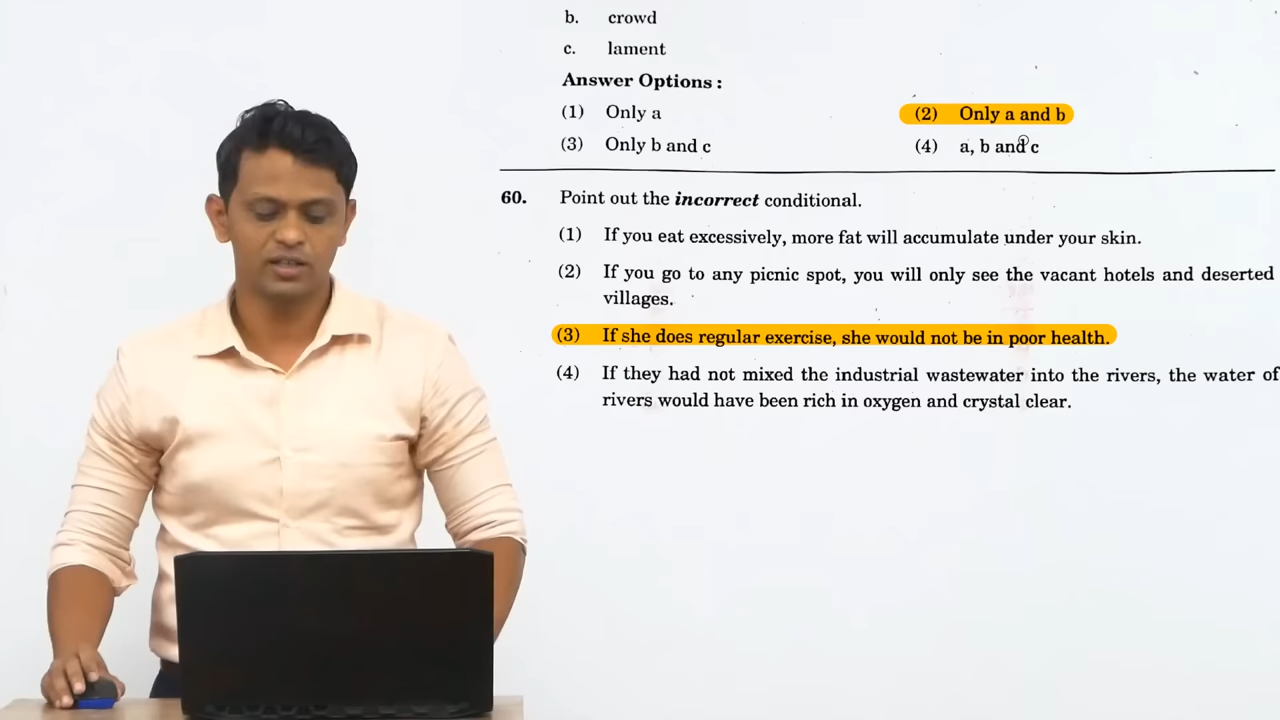 b. crowd
c. lament
Answer Options :
(1) Only a (2) Only a and b
(3) Only b and c (4) a, b and c
60. Point out the incorrect conditional.
(1) If you eat excessively, more fat will accumulate under your skin.
(2) If you go to any picnic spot, you will only see the vacant hotels and deserted
villages.
(3) If she does regular exercise, she would not be in poor health.
(4) If they had not mixed the industrial wastewater into the rivers, the water of
rivers would have been rich in oxygen and crystal clear.